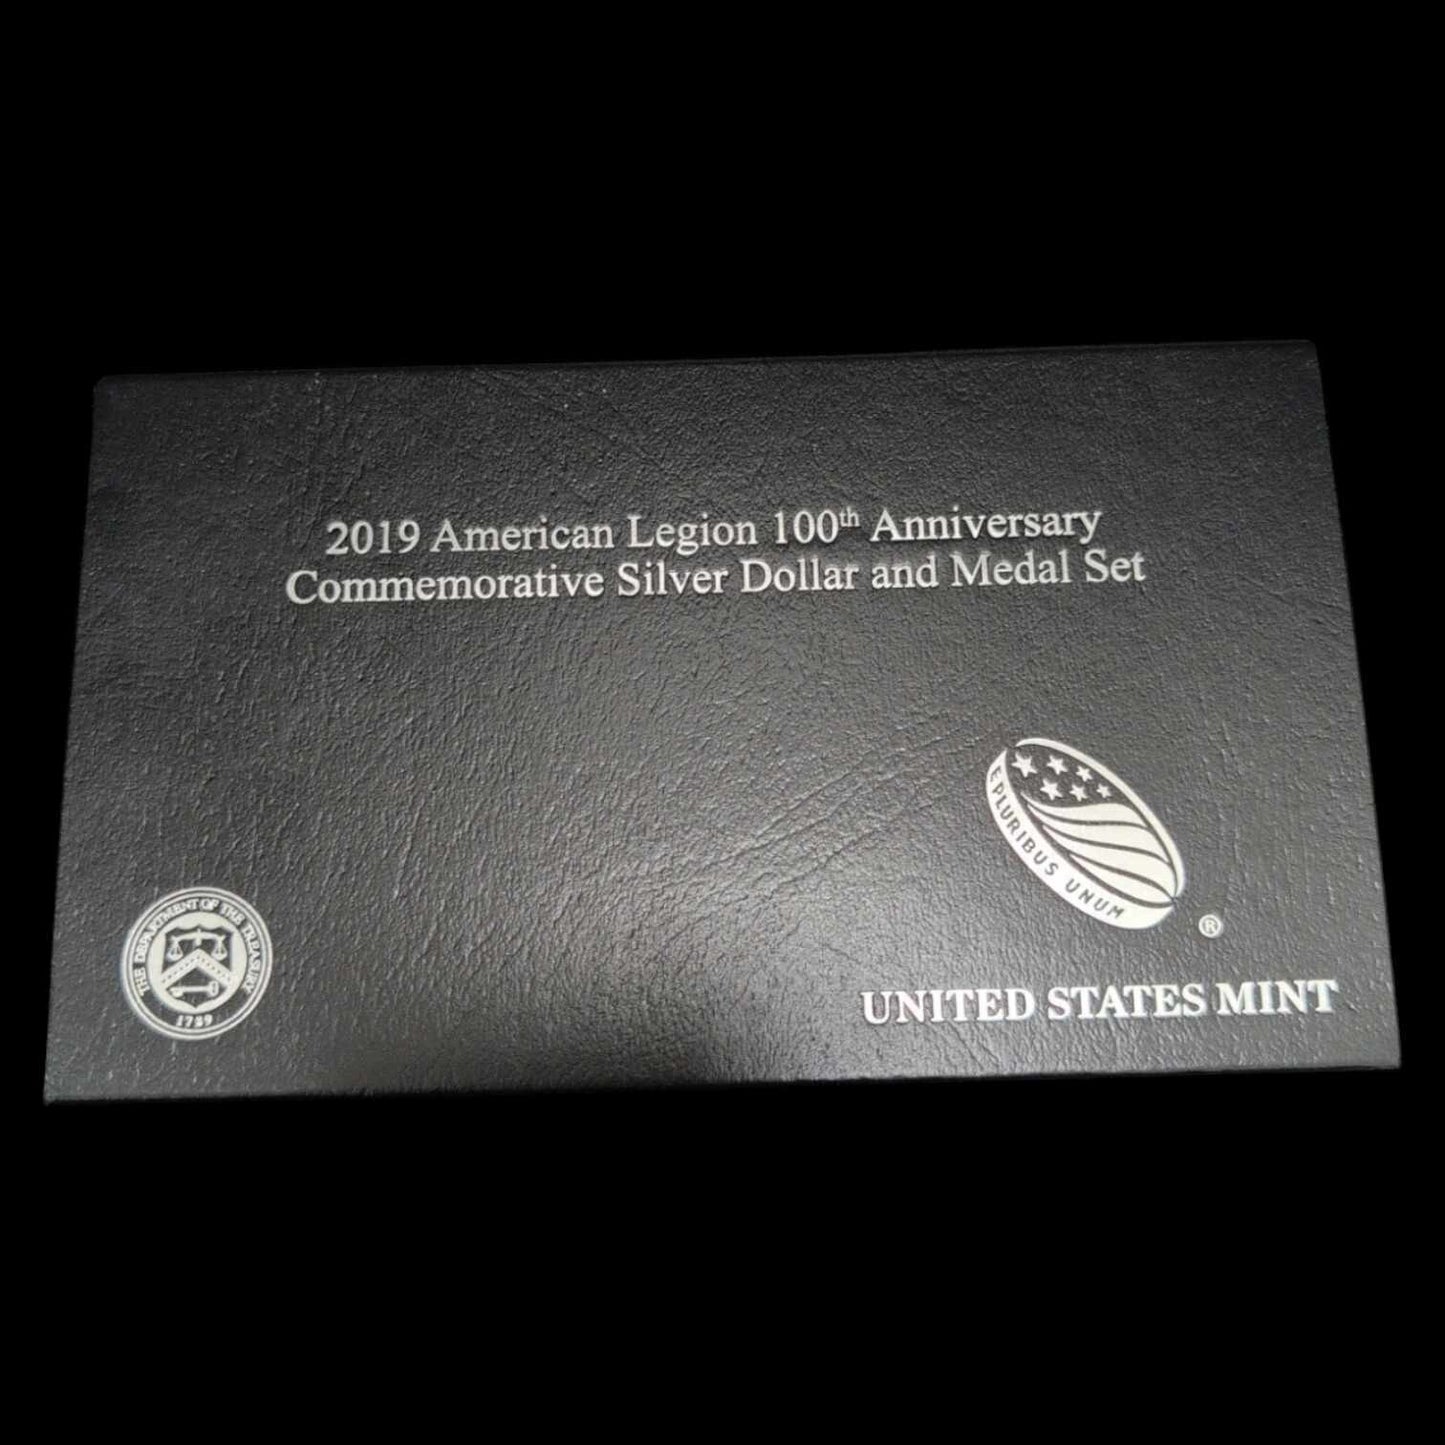 2019 American Legion 100th Anniversary
Commemorative Silver Dollar and Medal Set
E PLURIBUS UNUM
®
THE DEPARTMENT OF THE TREASURY
1789
UNITED STATES MINT